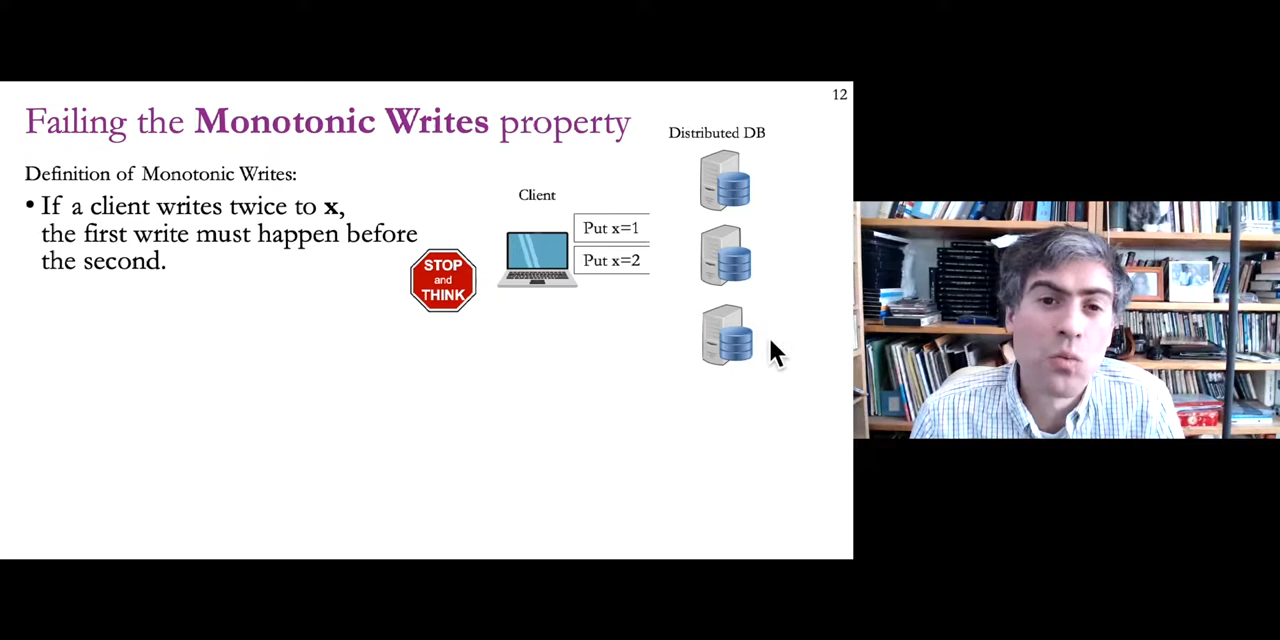 12
Failing the Monotonic Writes property
Distributed DB
Definition of Monotonic Writes:
• If a client writes twice to x,
the first write must happen before
the second.
STOP
and
THINK
Client
Put x=1
Put x=2